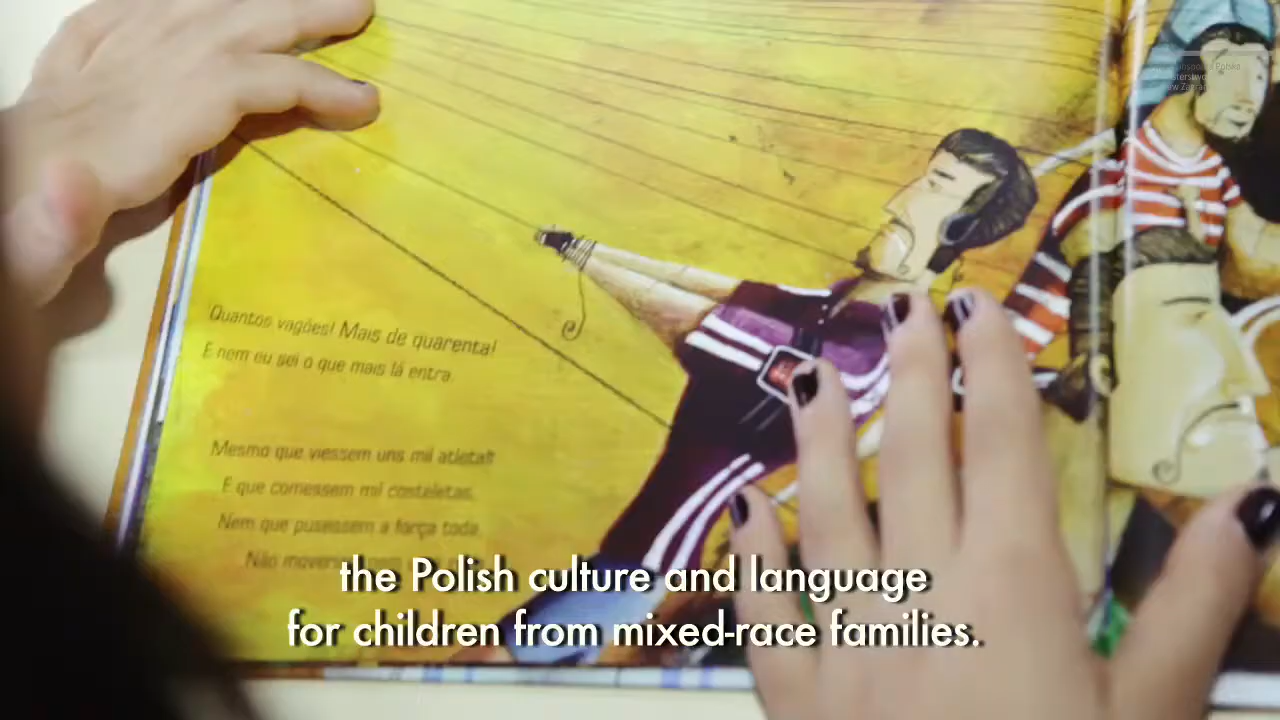 Quantos vagões! Mais de quarenta!
E nem eu sei o que mais lá entra.
Mesmo que viessem uns mil atletas
E que comessem mil costeletas,
Nem que pusessem a força toda,
Não
the Polish culture and language
for children from mixed-race families.
Polska